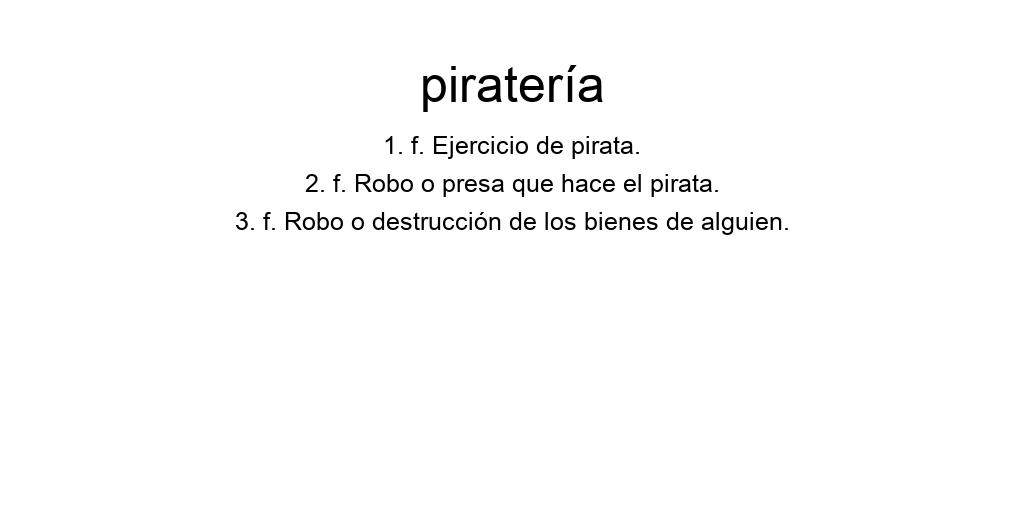 piratería
1. f. Ejercicio de pirata.
2. f. Robo o presa que hace el pirata.
3. f. Robo o destrucción de los bienes de alguien.